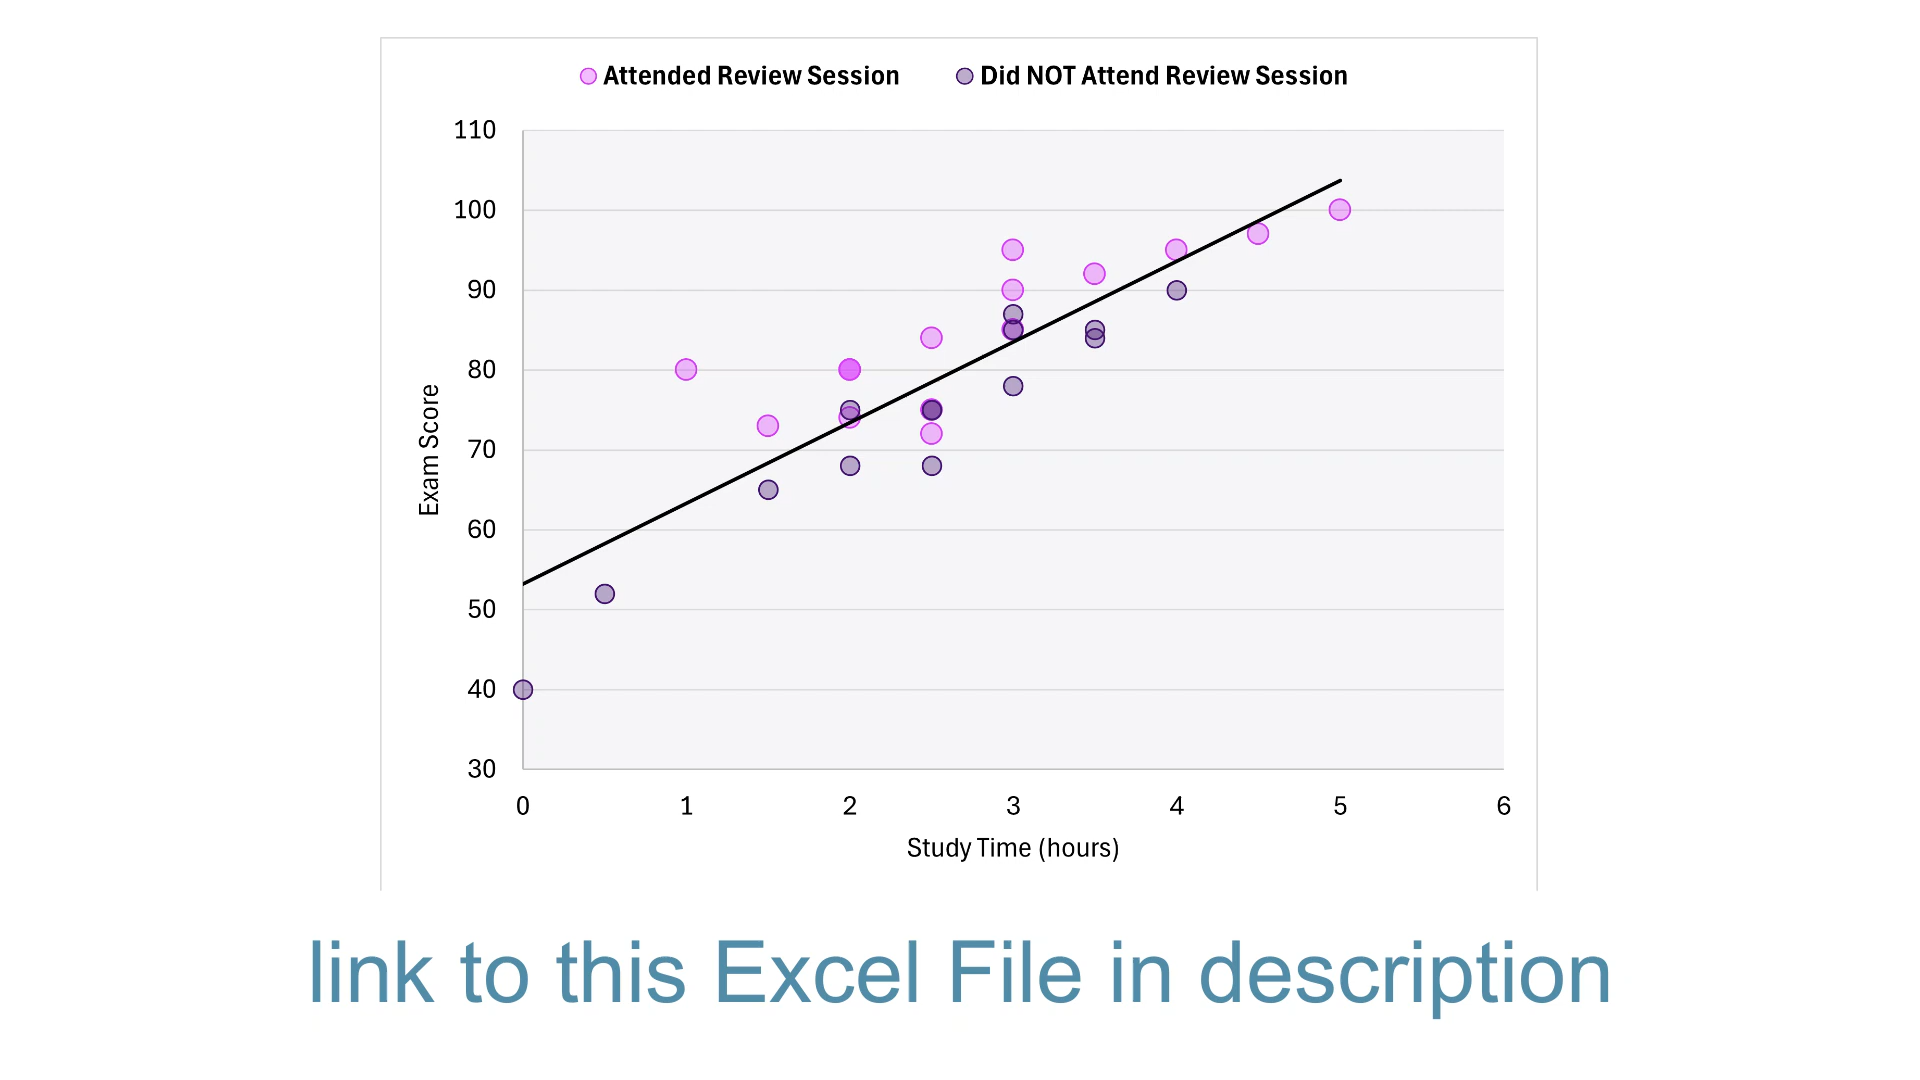 Attended Review Session Did NOT Attend Review Session
110
100
90
80
70
60
50
40
30
Exam Score
0 1 2 3 4 5 6
Study Time (hours)
link to this Excel File in description